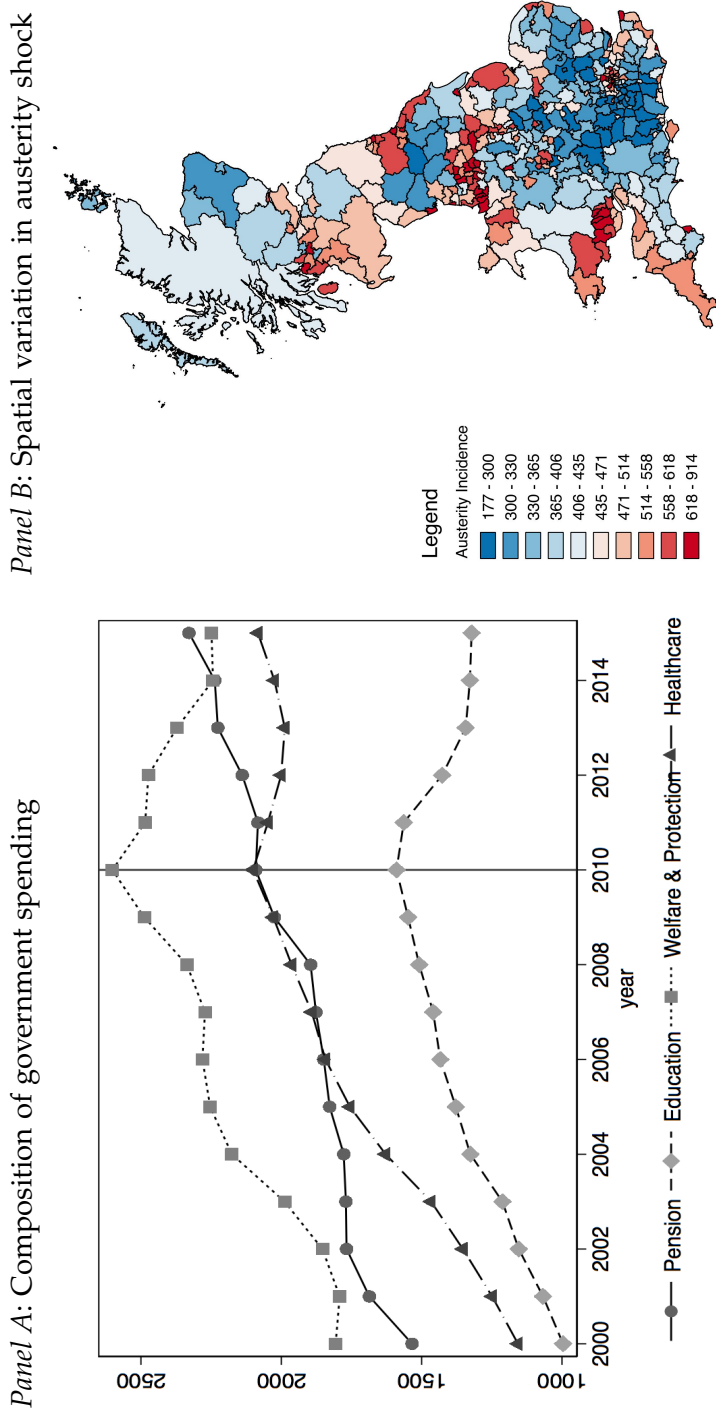 Panel A: Composition of government spending
2500
2000
1500
1000
2000 2002 2004 2006 2008 2010 2012 2014
year
Pension Education Welfare & Protection Healthcare
Panel B: Spatial variation in austerity shock
Legend
Austerity Incidence
177 - 300
300 - 330
330 - 365
365 - 406
406 - 435
435 - 471
471 - 514
514 - 558
558 - 618
618 - 914